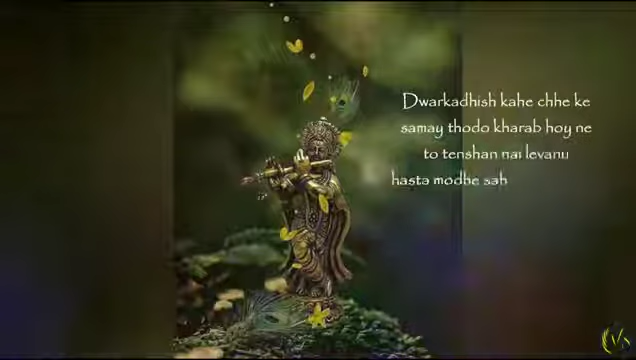 Dwarkadhish kahe chhe ke
samay thodo kharab hoy ne
to tenshan nai levanu
hasta modhe sah